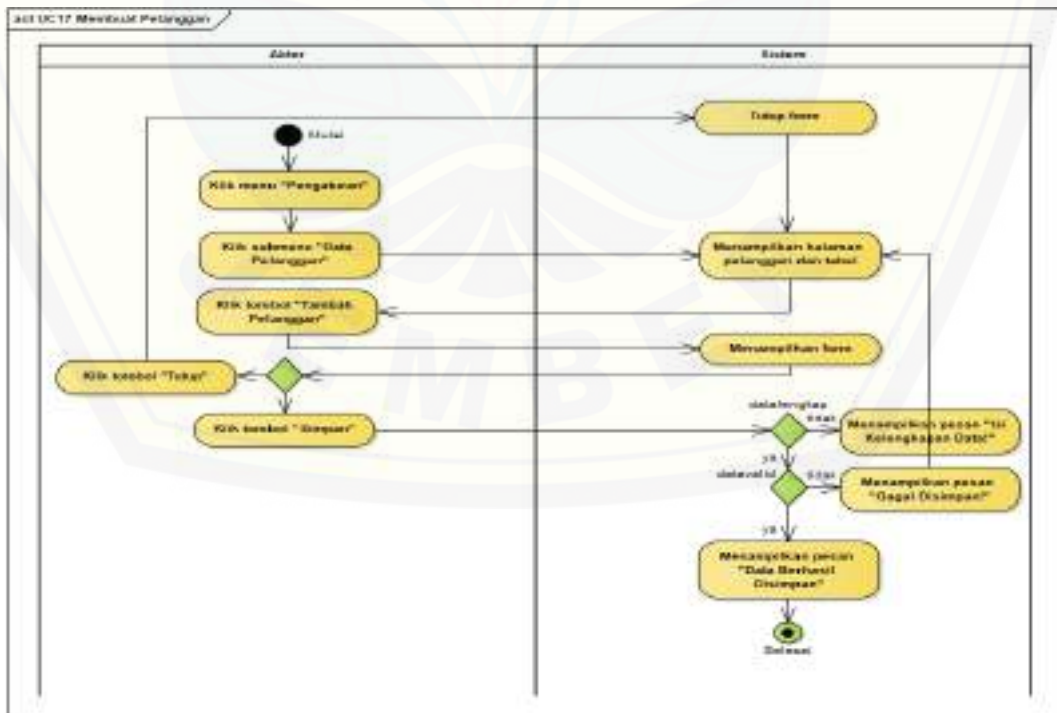 act UC17 Membuat Pelanggan
Aktor
Sistem
Tutup form
Mulai
Klik menu
Klik submenu "Data
Pelanggan"
Menampilkan halaman
pelanggan dan tabel
Klik tombol "Tambah
Pelanggan"
Menampilkan form
Klik tombol "Tutup"
Klik tombol "Simpan"
data lengkap
tidak
Menampilkan pesan "Isi
Kelengkapan Data!"
ya
data valid
tidak
Menampilkan pesan
"Gagal Disimpan!"
ya
Menampilkan pesan
"Data Berhasil
Disimpan"
Selesai